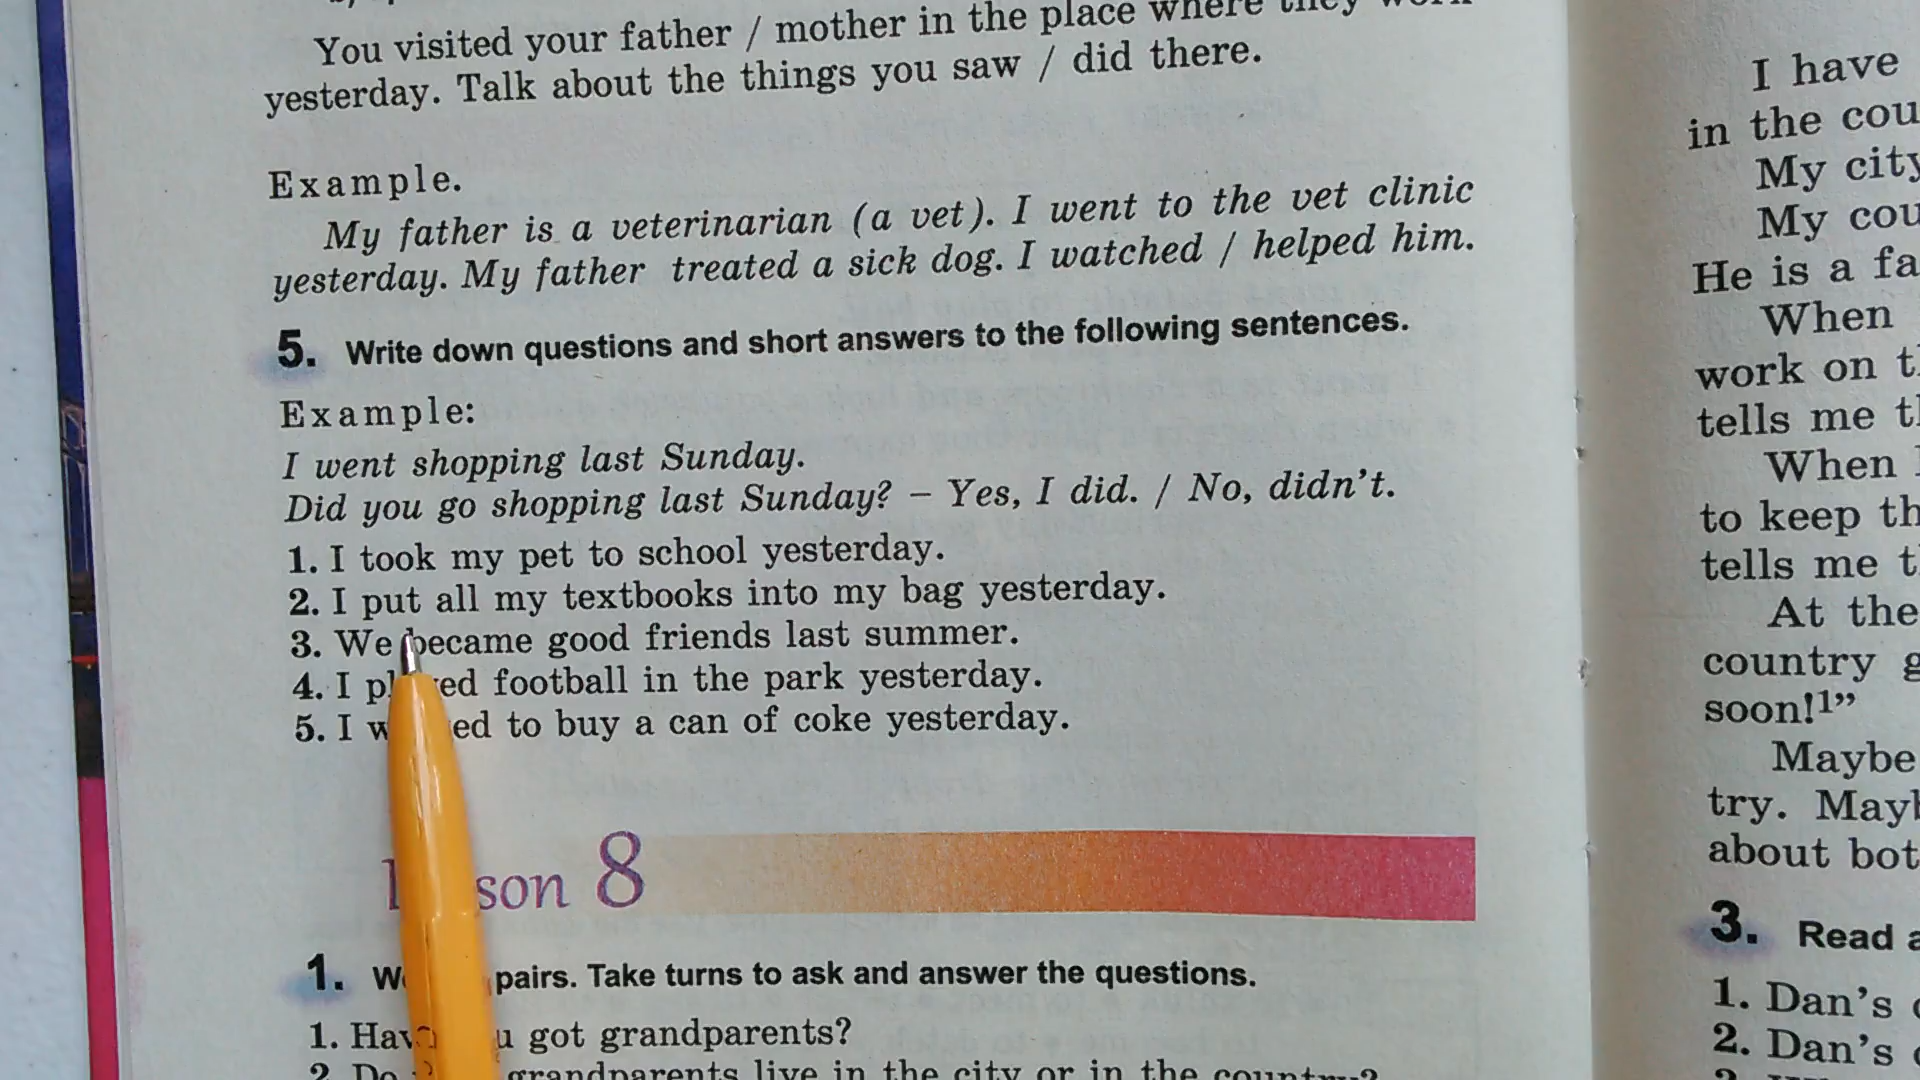 You visited your father / mother in the place where they work
yesterday. Talk about the things you saw / did there.
Example.
My father is a veterinarian (a vet). I went to the vet clinic
yesterday. My father treated a sick dog. I watched / helped him.
5. Write down questions and short answers to the following sentences.
Example:
I went shopping last Sunday.
Did you go shopping last Sunday? – Yes, I did. / No, didn't.
1. I took my pet to school yesterday.
2. I put all my textbooks into my bag yesterday.
3. We became good friends last summer.
4. I played football in the park yesterday.
5. I ed to buy a can of coke yesterday.
son 8
1. pairs. Take turns to ask and answer the questions.
1. got grandparents?
2. Do grandparents live in the city or in the country?
I have
in the cou
My city
My cou
He is a fa
When
work on t
tells me t
When
to keep th
tells me t
At the
country g
soon!¹”
Maybe
try. Mayb
about bot
3. Read a
1. Dan's
2. Dan's